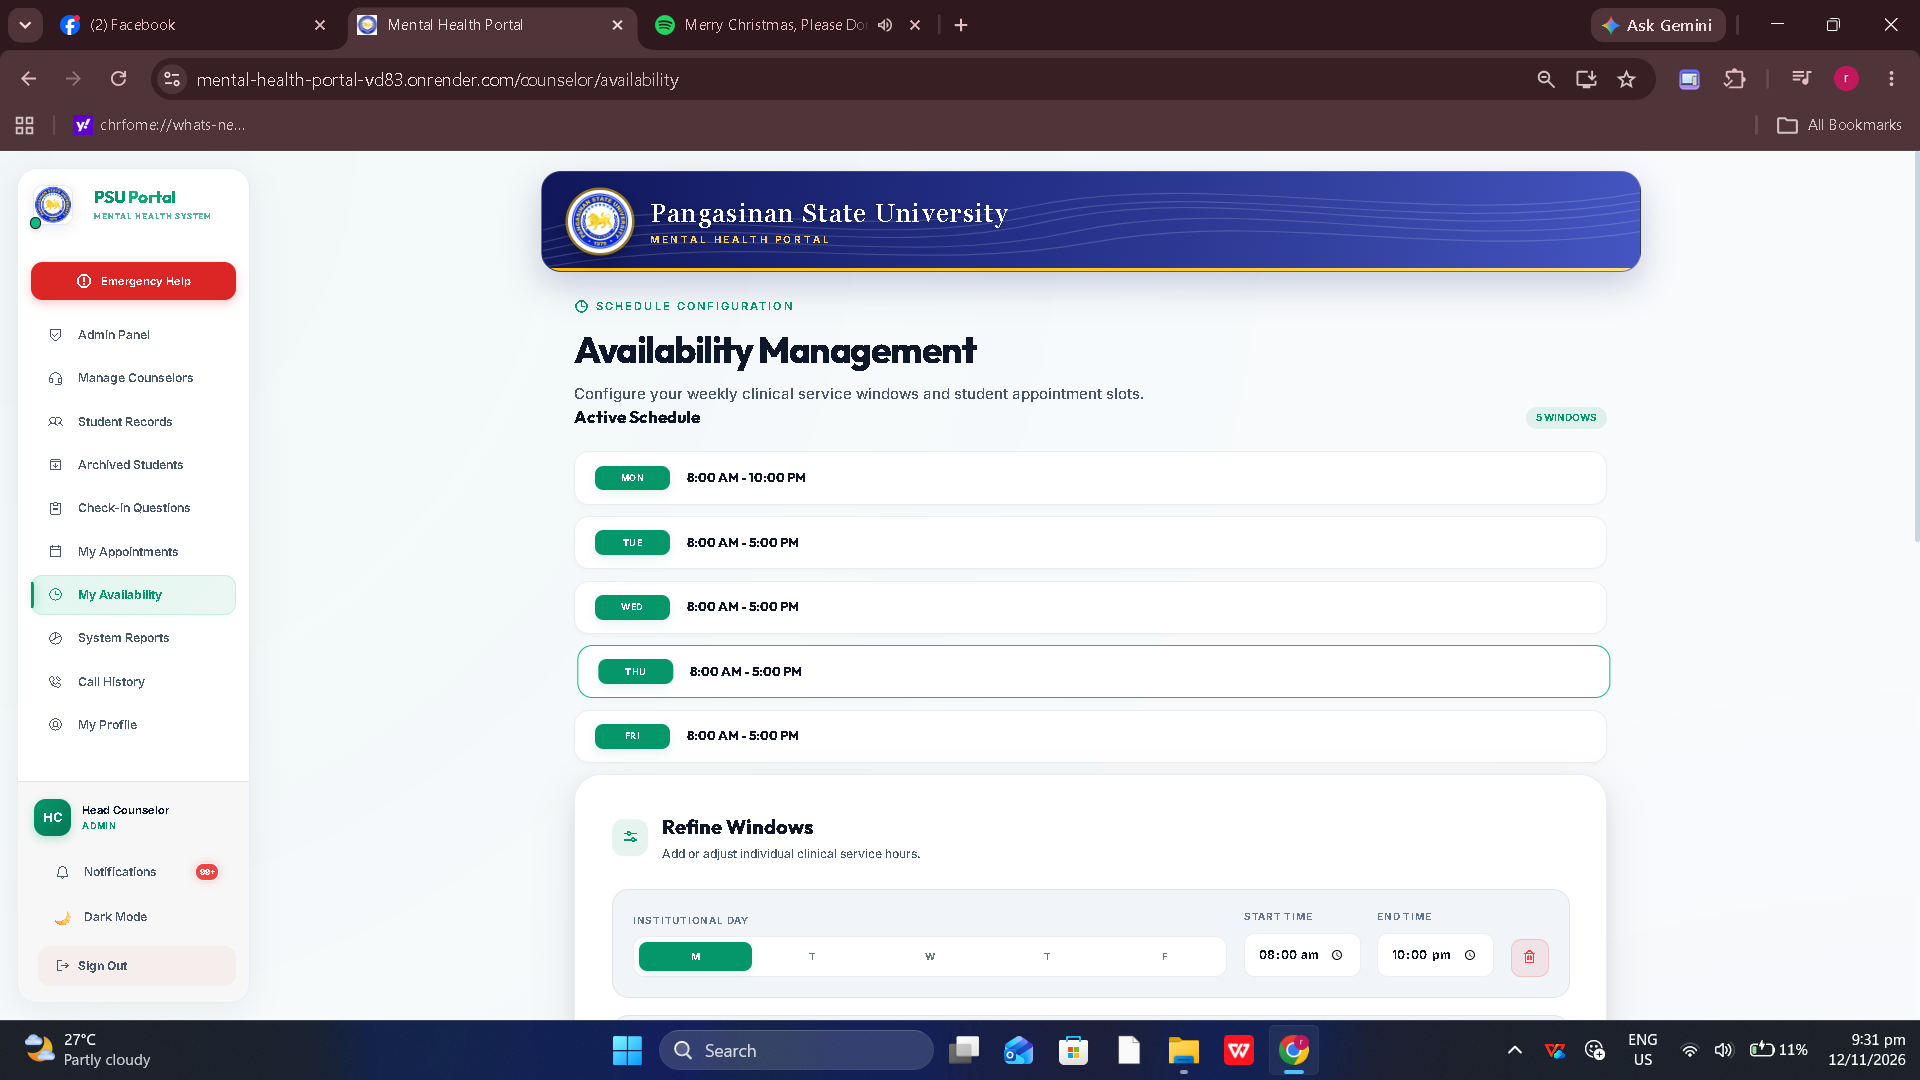 (2) Facebook
Mental Health Portal
Merry Christmas, Please Do
Ask Gemini
mental-health-portal-vd83.onrender.com/counselor/availability
r
y! chrfome://whats-ne...
All Bookmarks
PSU Portal
MENTAL HEALTH SYSTEM
Emergency Help
Admin Panel
Manage Counselors
Student Records
Archived Students
Check-in Questions
My Appointments
My Availability
System Reports
Call History
My Profile
HC
Head Counselor
ADMIN
Notifications
99+
Dark Mode
Sign Out
Pangasinan State University
MENTAL HEALTH PORTAL
SCHEDULE CONFIGURATION
Availability Management
Configure your weekly clinical service windows and student appointment slots.
Active Schedule
5 WINDOWS
MON 8:00 AM - 10:00 PM
TUE 8:00 AM - 5:00 PM
WED 8:00 AM - 5:00 PM
THU 8:00 AM - 5:00 PM
FRI 8:00 AM - 5:00 PM
Refine Windows
Add or adjust individual clinical service hours.
INSTITUTIONAL DAY
START TIME
END TIME
M T W T F
08:00 am
10:00 pm
27°C
Partly cloudy
Search
ENG
US
11%
9:31 pm
12/11/2026